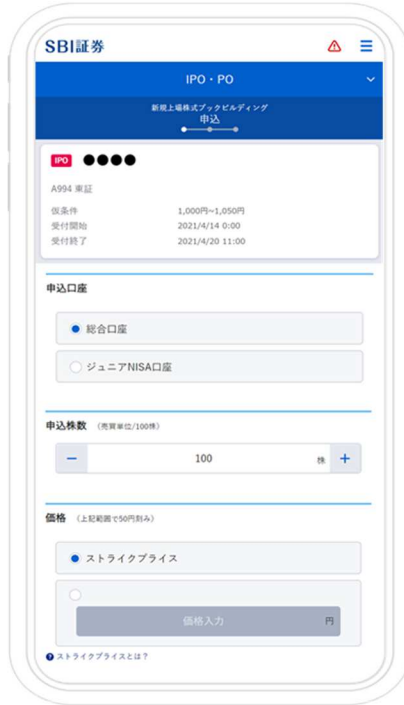 SBI証券
IPO・PO
新規上場株式ブックビルディング
申込
IPO ●●●●
A994 東証
仮条件 1,000円~1,050円
受付開始 2021/4/14 0:00
受付終了 2021/4/20 11:00
申込口座
総合口座
ジュニアNISA口座
申込株数 (売買単位/100株)
− 100 株 +
価格 (上記範囲で50円刻み)
ストライクプライス
価格入力 円
? ストライクプライスとは?